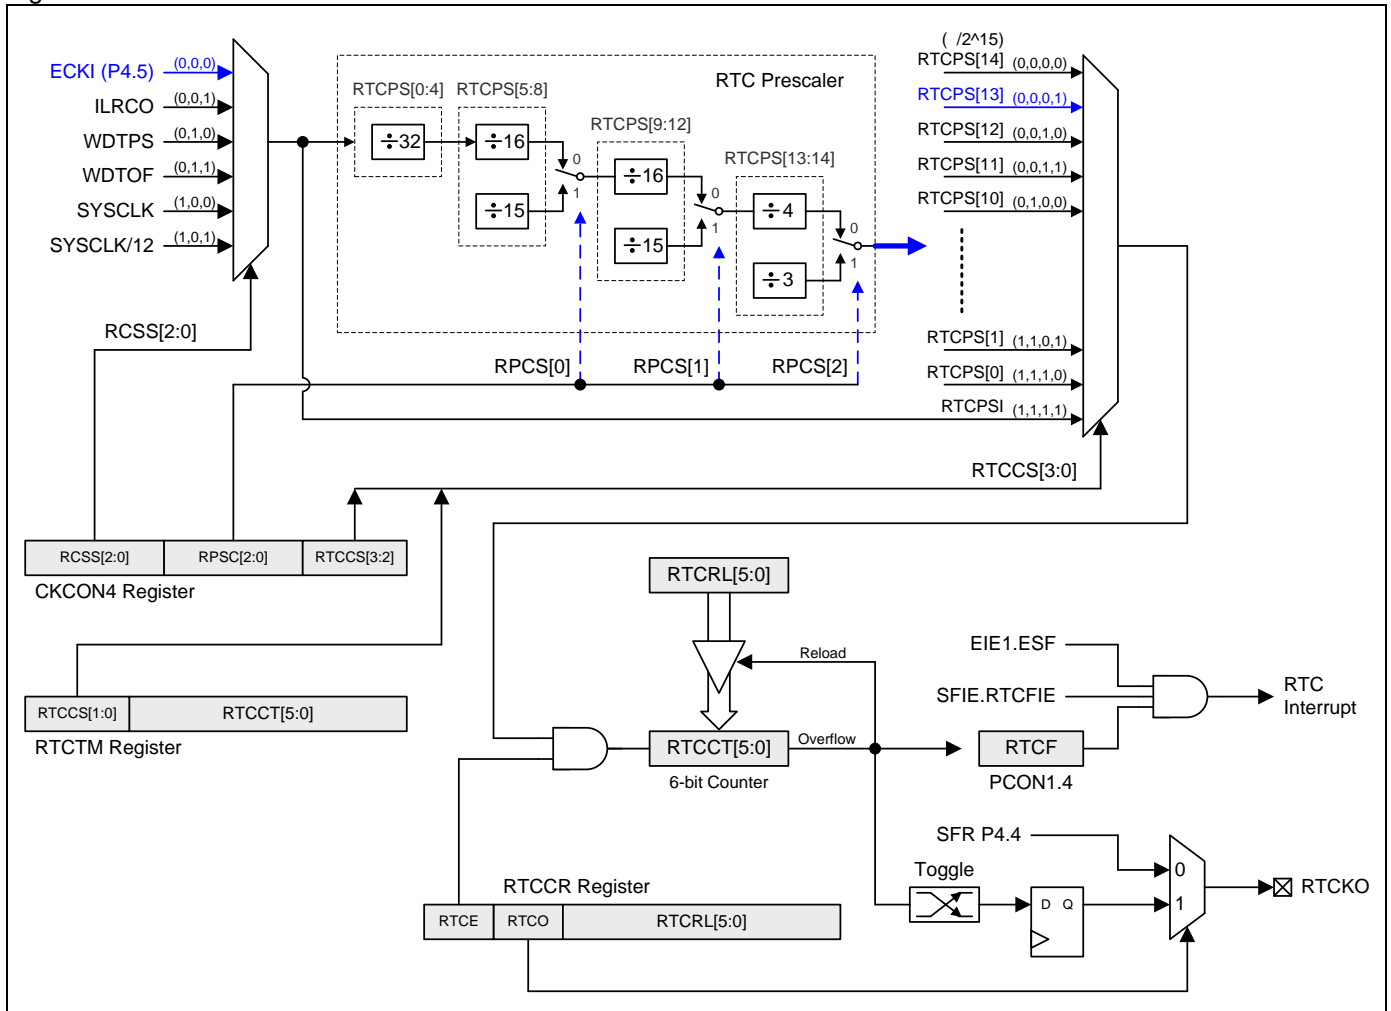 ( /2^15)
ECKI (P4.5) (0,0,0)
ILRCO (0,0,1)
WDTPS (0,1,0)
WDTOF (0,1,1)
SYSCLK (1,0,0)
SYSCLK/12 (1,0,1)
RCSS[2:0]
RTC Prescaler
RTCPS[0:4]
÷32
RTCPS[5:8]
÷16
÷15
0
1
RTCPS[9:12]
÷16
÷15
0
1
RTCPS[13:14]
÷4
÷3
0
1
RPCS[0]
RPCS[1]
RPCS[2]
RTCPS[14] (0,0,0,0)
RTCPS[13] (0,0,0,1)
RTCPS[12] (0,0,1,0)
RTCPS[11] (0,0,1,1)
RTCPS[10] (0,1,0,0)
RTCPS[1] (1,1,0,1)
RTCPS[0] (1,1,1,0)
RTCPSI (1,1,1,1)
RTCCS[3:0]
RCSS[2:0] RPSC[2:0] RTCCS[3:2]
CKCON4 Register
RTCCS[1:0] RTCCT[5:0]
RTCTM Register
RTCRL[5:0]
Reload
RTCCT[5:0]
6-bit Counter
Overflow
EIE1.ESF
SFIE.RTCFIE
RTCF
PCON1.4
RTC
Interrupt
SFR P4.4
Toggle
D Q
0
1
RTCKO
RTCCR Register
RTCE RTCO RTCRL[5:0]